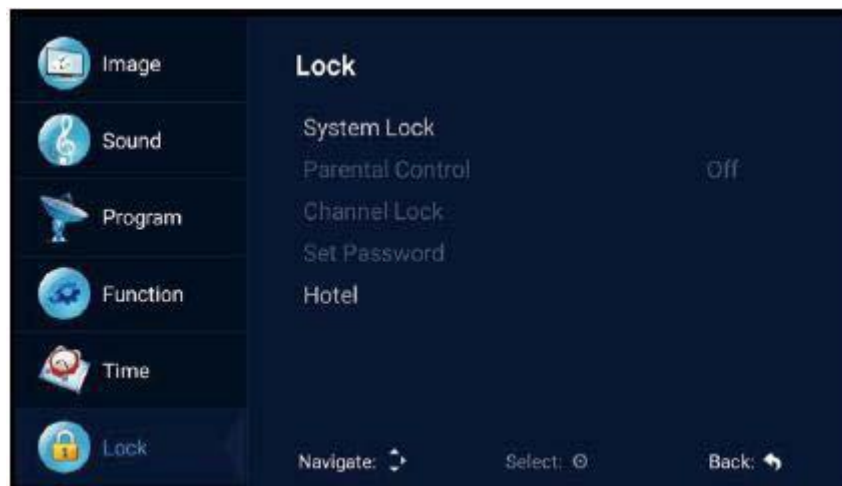 Image
Sound
Program
Function
Time
Lock
Lock
System Lock
Parental Control Off
Channel Lock
Set Password
Hotel
Navigate: Select: Back: